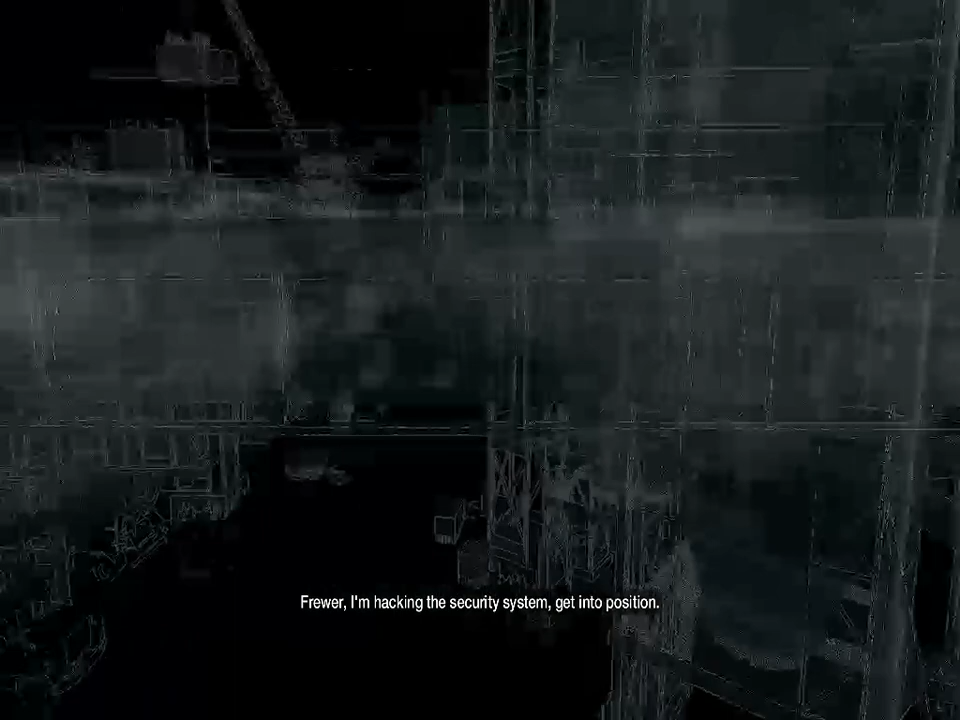 Frewer, I'm hacking the security system, get into position.